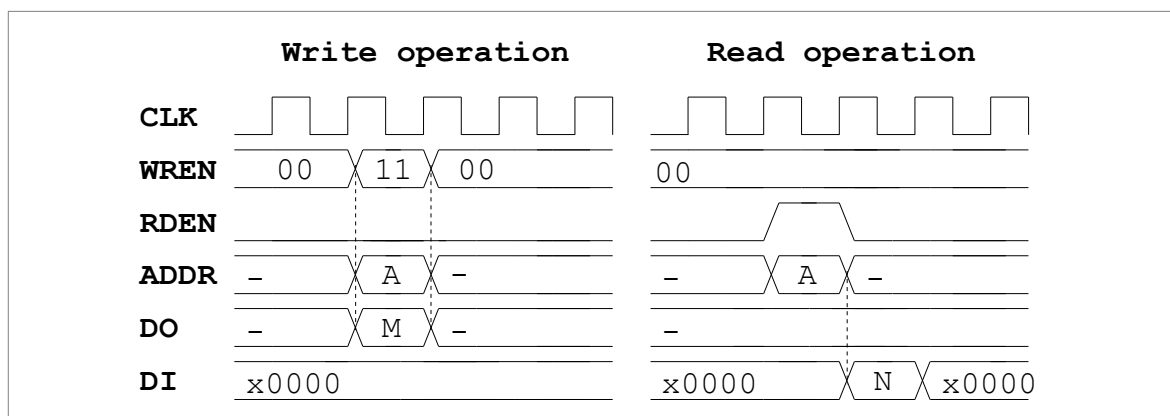 Write operation Read operation
CLK
WREN 00 11 00 00
RDEN
ADDR – A – – A –
DO – M – –
DI x0000 x0000 N x0000